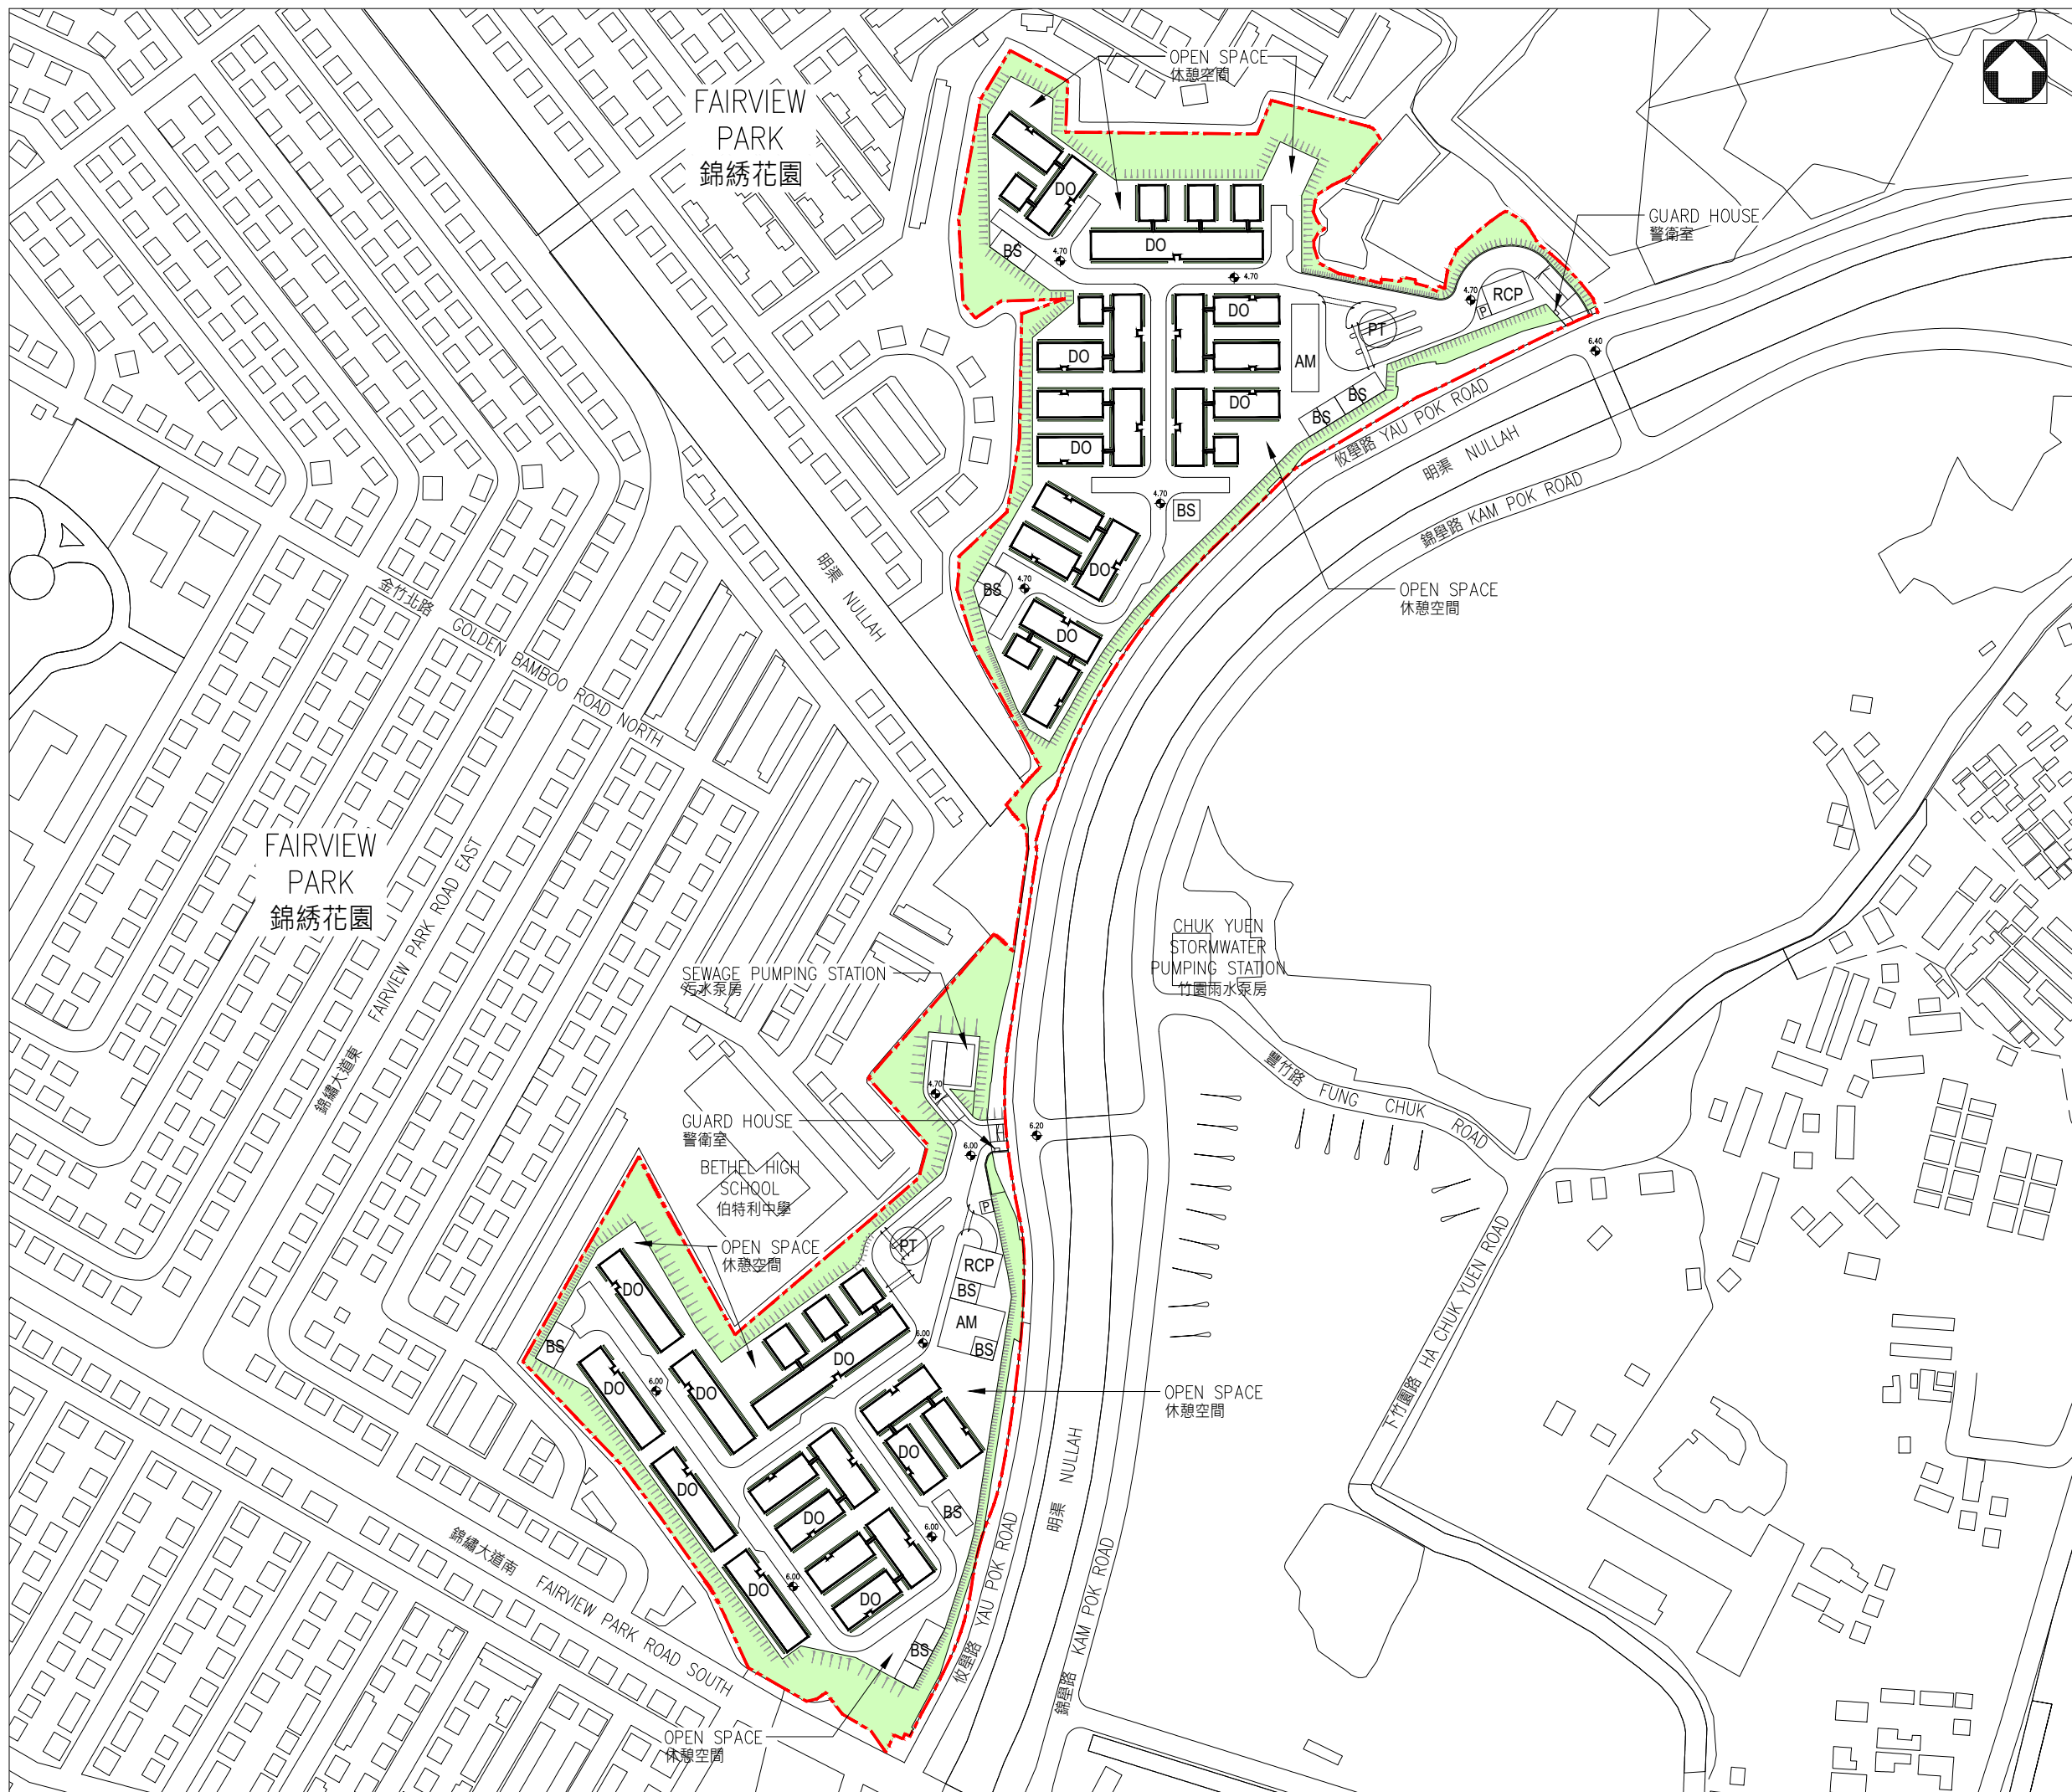 OPEN SPACE
休憩空間
FAIRVIEW
PARK
錦綉花園
DO
GUARD HOUSE
警衛室
DO
BS
4.70
4.70
4.70
RCP
P
DO
PT
6.40
DO
AM
BS
DO
BS
攸壆路 YAU POK ROAD
明渠 NULLAH
DO
4.70
BS
錦壆路 KAM POK ROAD
明渠 NULLAH
DO
BS
4.70
OPEN SPACE
休憩空間
金竹北路 GOLDEN BAMBOO ROAD NORTH
DO
FAIRVIEW
PARK
錦綉花園
錦繡大道東 FAIRVIEW PARK ROAD EAST
CHUK YUEN
STORMWATER
PUMPING STATION
竹園雨水泵房
SEWAGE PUMPING STATION
污水泵房
豐竹路 FUNG CHUK ROAD
4.70
GUARD HOUSE
警衛室
6.20
6.00
BETHEL HIGH
SCHOOL
伯特利中學
P
OPEN SPACE
休憩空間
PT
RCP
DO
BS
AM
BS
6.00
BS
DO
DO
6.00
DO
OPEN SPACE
休憩空間
下竹園路 HA CHUK YUEN ROAD
DO
DO
DO
BS
6.00
明渠 NULLAH
錦繡大道南 FAIRVIEW PARK ROAD SOUTH
DO
6.00
DO
BS
攸壆路 YAU POK ROAD
錦壆路 KAM POK ROAD
OPEN SPACE
休憩空間